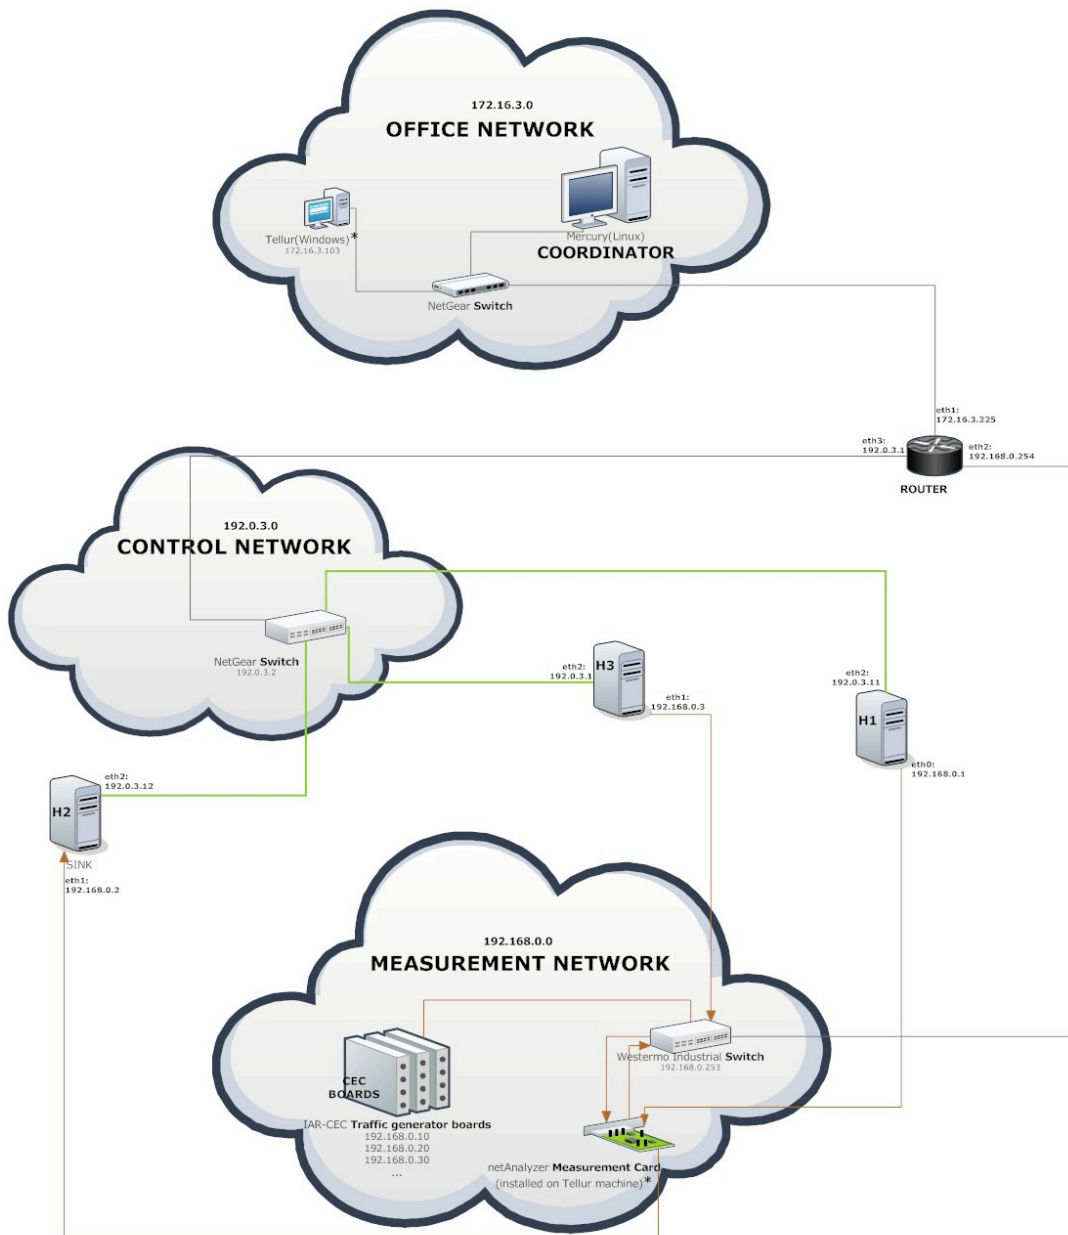 172.16.3.0
OFFICE NETWORK
Tellur(Windows)*
172.16.3.103
Mercury(Linux)
COORDINATOR
NetGear Switch
eth1:
172.16.3.225
eth3:
192.0.3.1
eth2:
192.168.0.254
ROUTER
192.0.3.0
CONTROL NETWORK
NetGear Switch
192.0.3.2
eth2:
192.0.3.1
H3
eth1:
192.168.0.3
eth2:
192.0.3.11
H1
eth0:
192.168.0.1
eth2:
192.0.3.12
H2
SINK
eth1:
192.168.0.2
192.168.0.0
MEASUREMENT NETWORK
Westermo Industrial Switch
192.168.0.253
CEC
BOARDS
IAR-CEC Traffic generator boards
192.168.0.10
192.168.0.20
192.168.0.30
...
netAnalyzer Measurement Card
(installed on Tellur machine)*